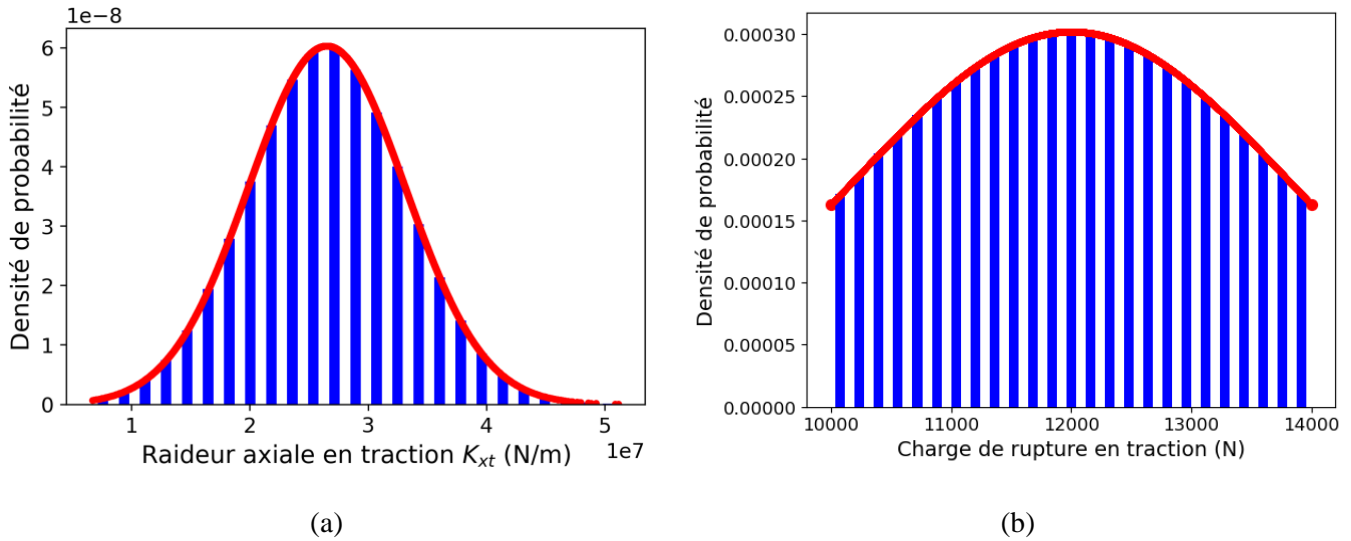 1e−8
6
5
4
3
2
1
0
Densité de probabilité
1 2 3 4 5
1e7
Raideur axiale en traction Kxt (N/m)
(a)
0.00030
0.00025
0.00020
0.00015
0.00010
0.00005
0.00000
Densité de probabilité
10000 11000 12000 13000 14000
Charge de rupture en traction (N)
(b)